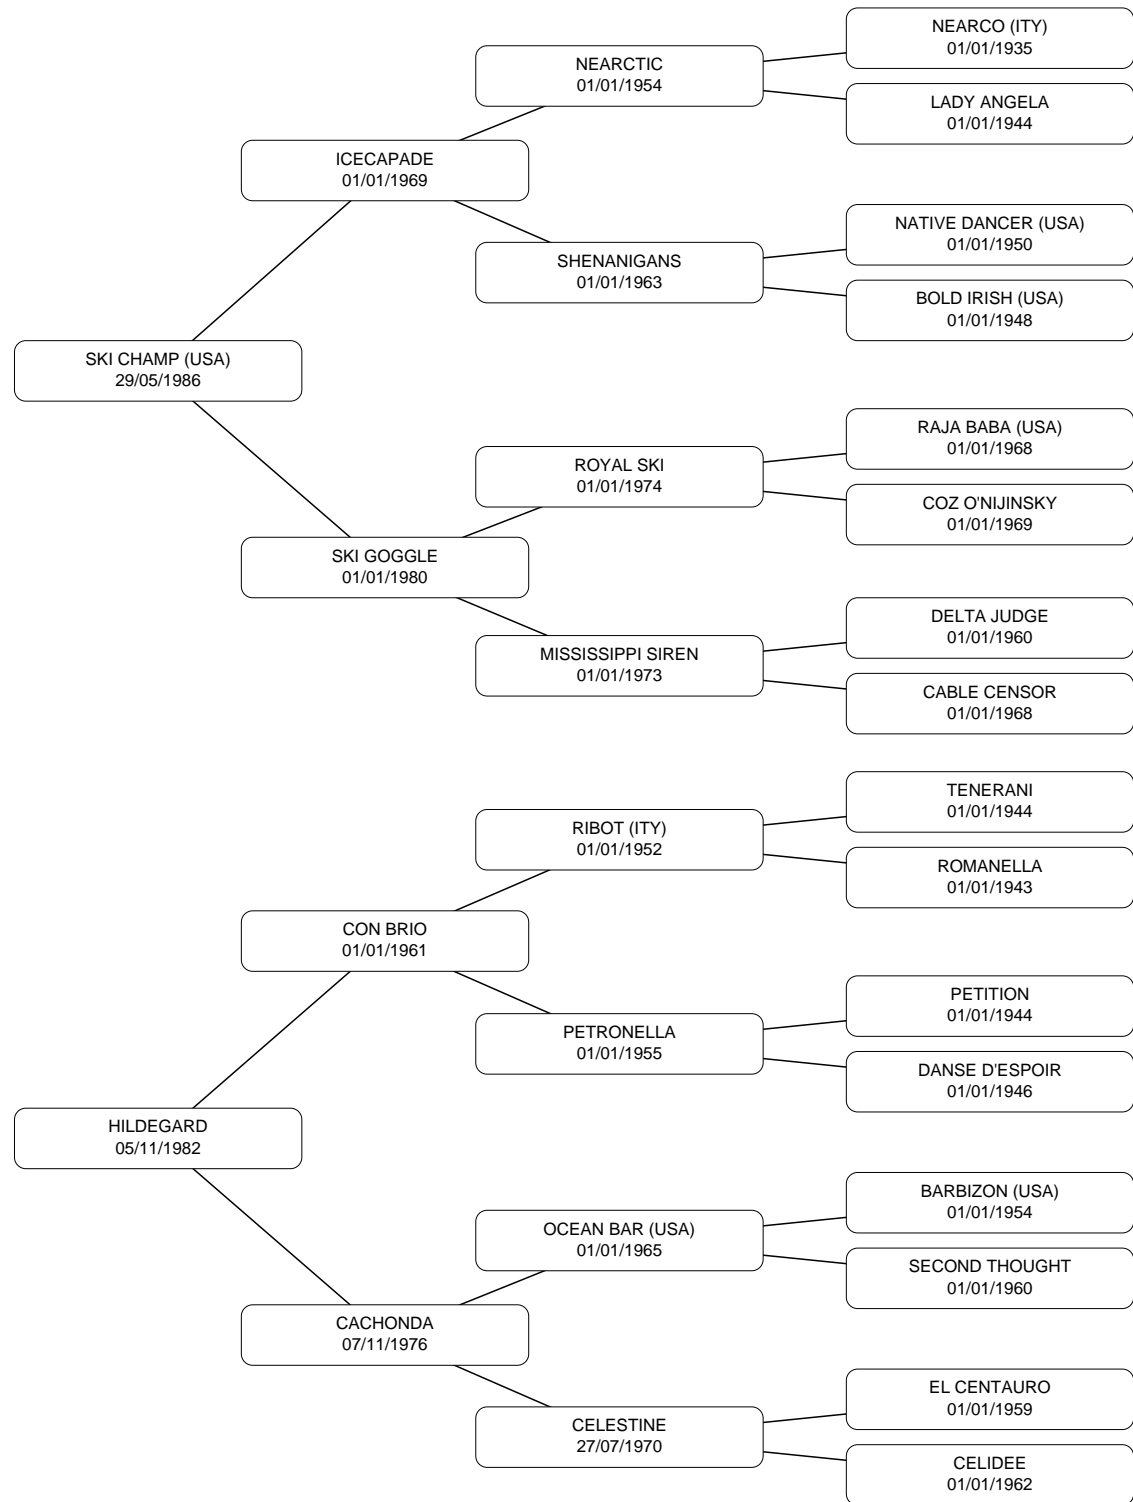 NEARCO (ITY)
01/01/1935
NEARCTIC
01/01/1954
LADY ANGELA
01/01/1944
ICECAPADE
01/01/1969
NATIVE DANCER (USA)
01/01/1950
SHENANIGANS
01/01/1963
BOLD IRISH (USA)
01/01/1948
SKI CHAMP (USA)
29/05/1986
RAJA BABA (USA)
01/01/1968
ROYAL SKI
01/01/1974
COZ O'NIJINSKY
01/01/1969
SKI GOGGLE
01/01/1980
DELTA JUDGE
01/01/1960
MISSISSIPPI SIREN
01/01/1973
CABLE CENSOR
01/01/1968
TENERANI
01/01/1944
RIBOT (ITY)
01/01/1952
ROMANELLA
01/01/1943
CON BRIO
01/01/1961
PETITION
01/01/1944
PETRONELLA
01/01/1955
DANSE D'ESPOIR
01/01/1946
HILDEGARD
05/11/1982
BARBIZON (USA)
01/01/1954
OCEAN BAR (USA)
01/01/1965
SECOND THOUGHT
01/01/1960
CACHONDA
07/11/1976
EL CENTAURO
01/01/1959
CELESTINE
27/07/1970
CELIDEE
01/01/1962